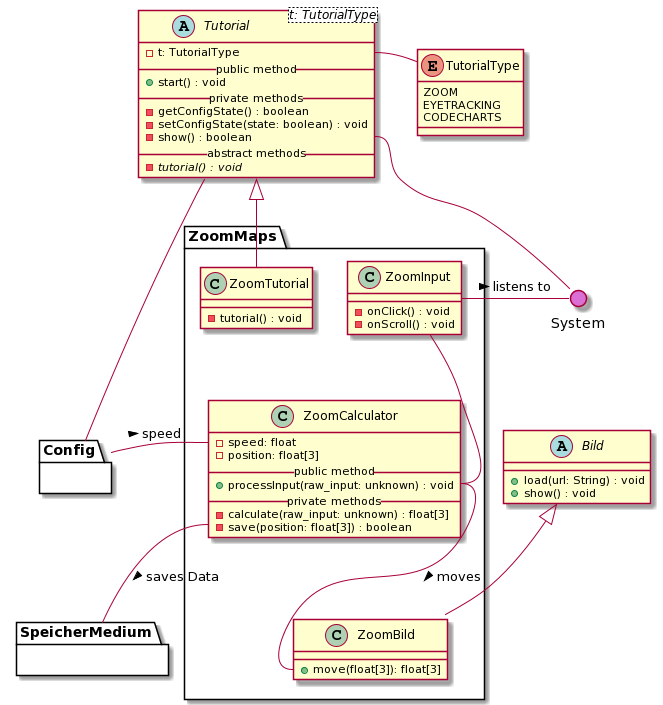 A Tutorial
t: TutorialType
t: TutorialType
public method
start() : void
private methods
getConfigState() : boolean
setConfigState(state: boolean) : void
show() : boolean
abstract methods
tutorial() : void
E TutorialType
ZOOM
EYETRACKING
CODECHARTS
ZoomMaps
C ZoomTutorial
tutorial() : void
C ZoomInput
onClick() : void
onScroll() : void
listens to
System
Config
speed
C ZoomCalculator
speed: float
position: float[3]
public method
processInput(raw_input: unknown) : void
private methods
calculate(raw_input: unknown) : float[3]
save(position: float[3]) : boolean
A Bild
load(url: String) : void
show() : void
saves Data
moves
SpeicherMedium
C ZoomBild
move(float[3]): float[3]